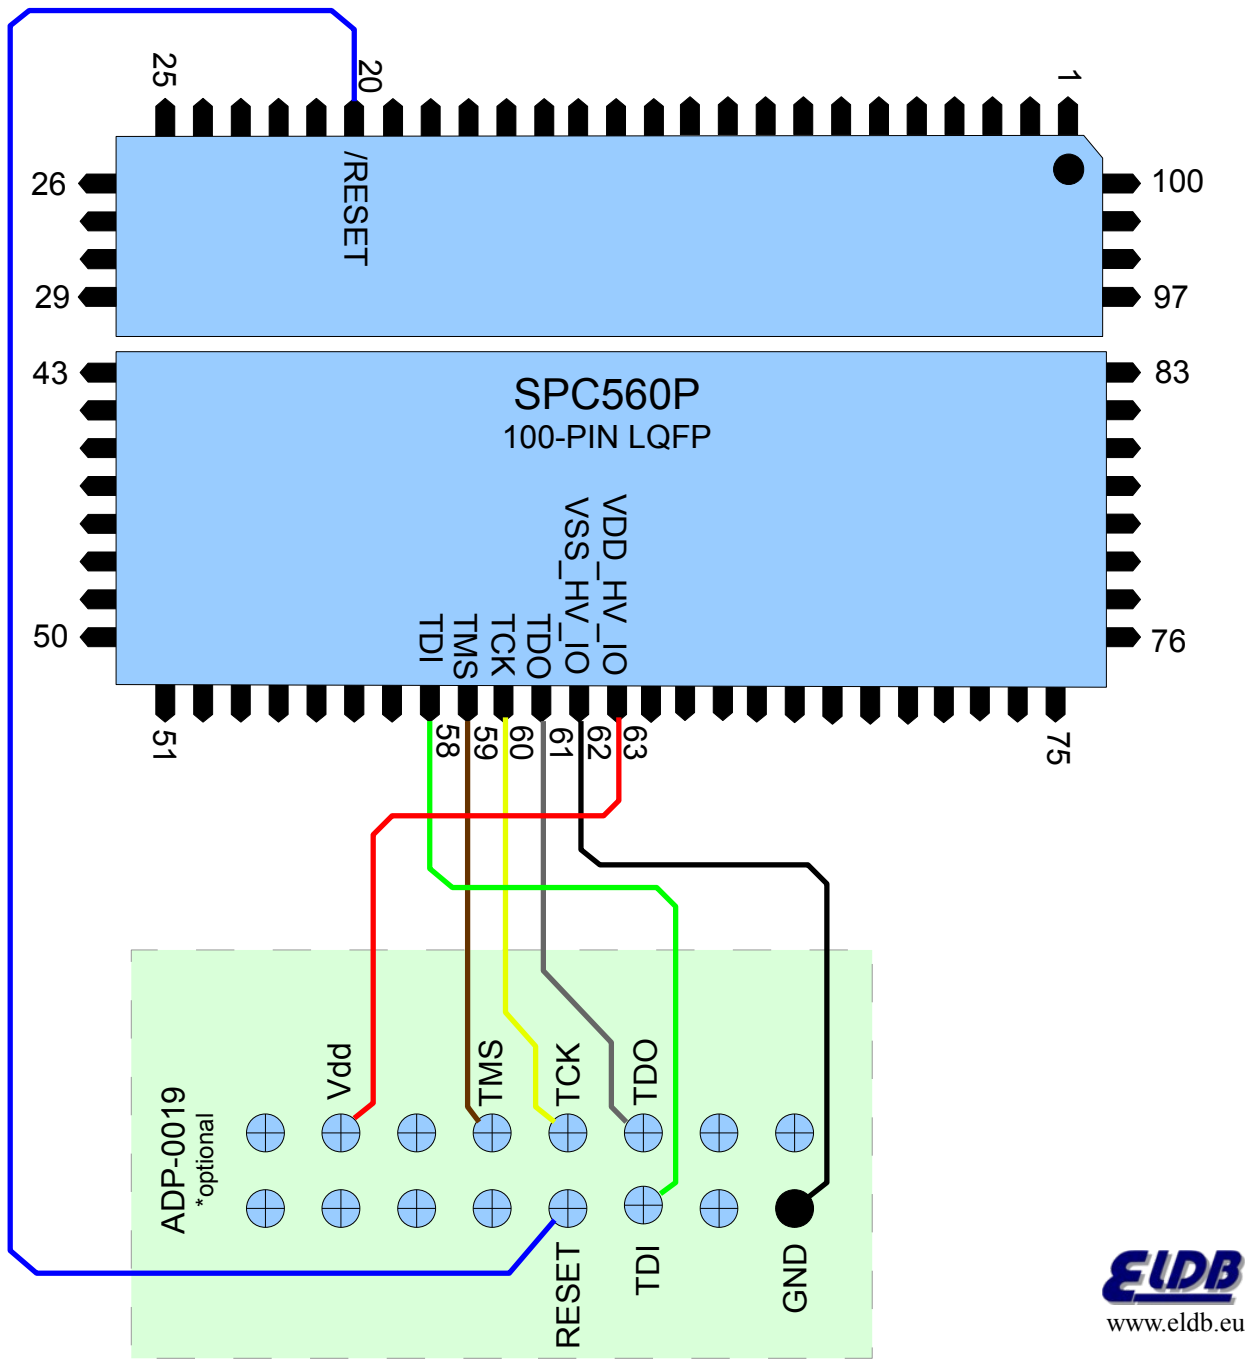 25
20
1
/RESET
26
100
29
97
43
83
SPC560P
100-PIN LQFP
VSS_HV_IO
VDD_HV_IO
TDI
TMS
TCK
TDO
50
76
51
58
59
60
61
62
63
75
Vdd
TMS
TCK
TDO
ADP-0019
*optional
RESET
TDI
GND
ELDB
www.eldb.eu